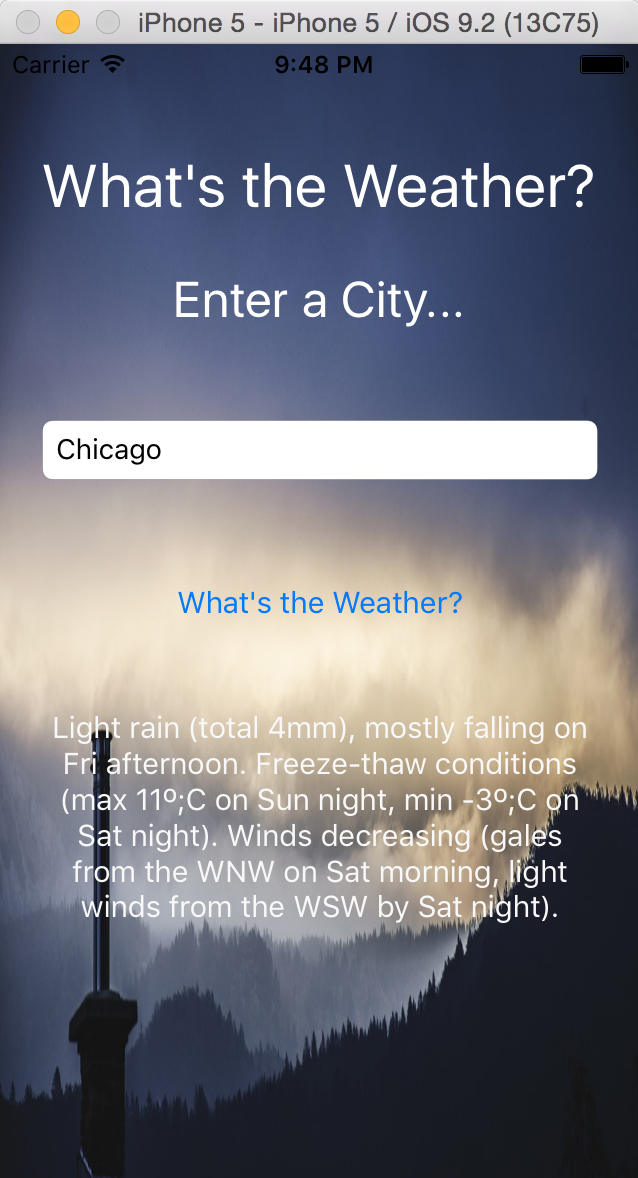 iPhone 5 - iPhone 5 / iOS 9.2 (13C75)
Carrier 9:48 PM
What's the Weather?
Enter a City...
Chicago
What's the Weather?
Light rain (total 4mm), mostly falling on
Fri afternoon. Freeze-thaw conditions
(max 11º;C on Sun night, min -3º;C on
Sat night). Winds decreasing (gales
from the WNW on Sat morning, light
winds from the WSW by Sat night).